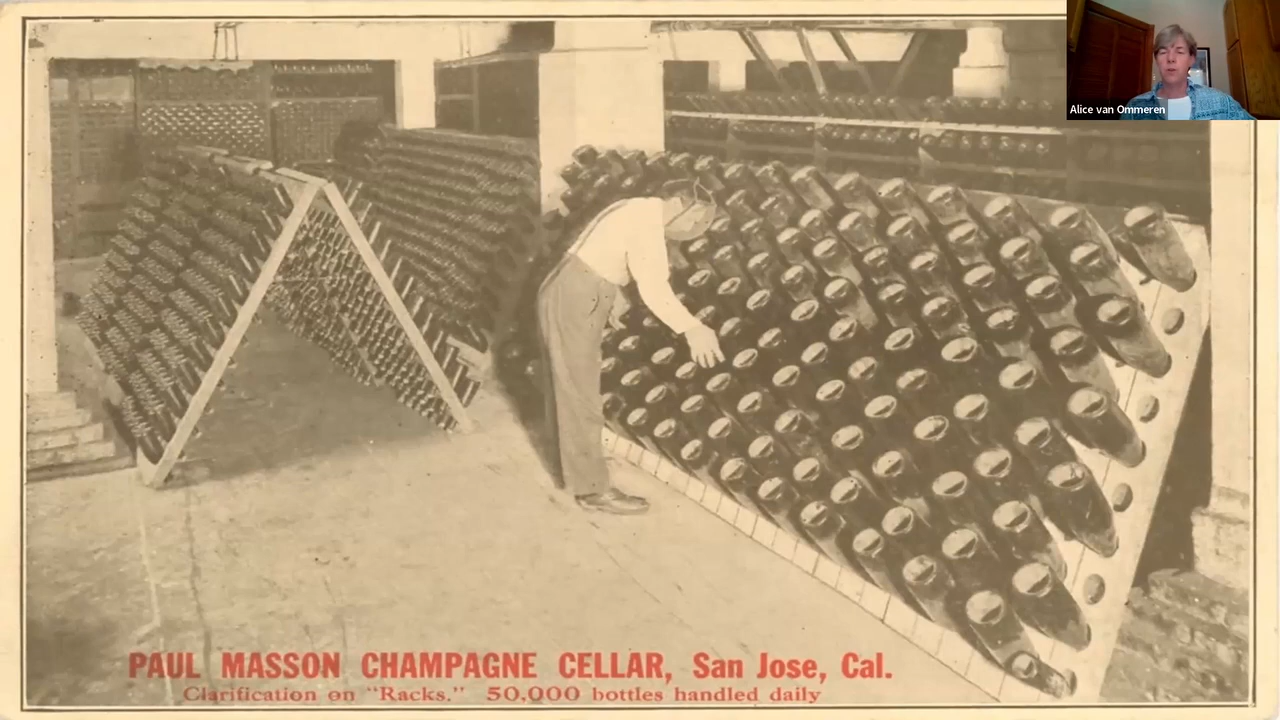 Alice van Ommeren
PAUL MASSON CHAMPAGNE CELLAR, San Jose, Cal.
Clarification on "Racks." 50,000 bottles handled daily